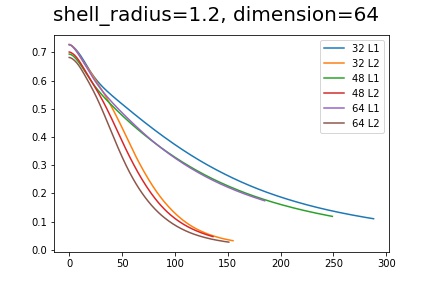 shell_radius=1.2, dimension=64
32 L1
32 L2
48 L1
48 L2
64 L1
64 L2
0.7
0.6
0.5
0.4
0.3
0.2
0.1
0.0
0 50 100 150 200 250 300